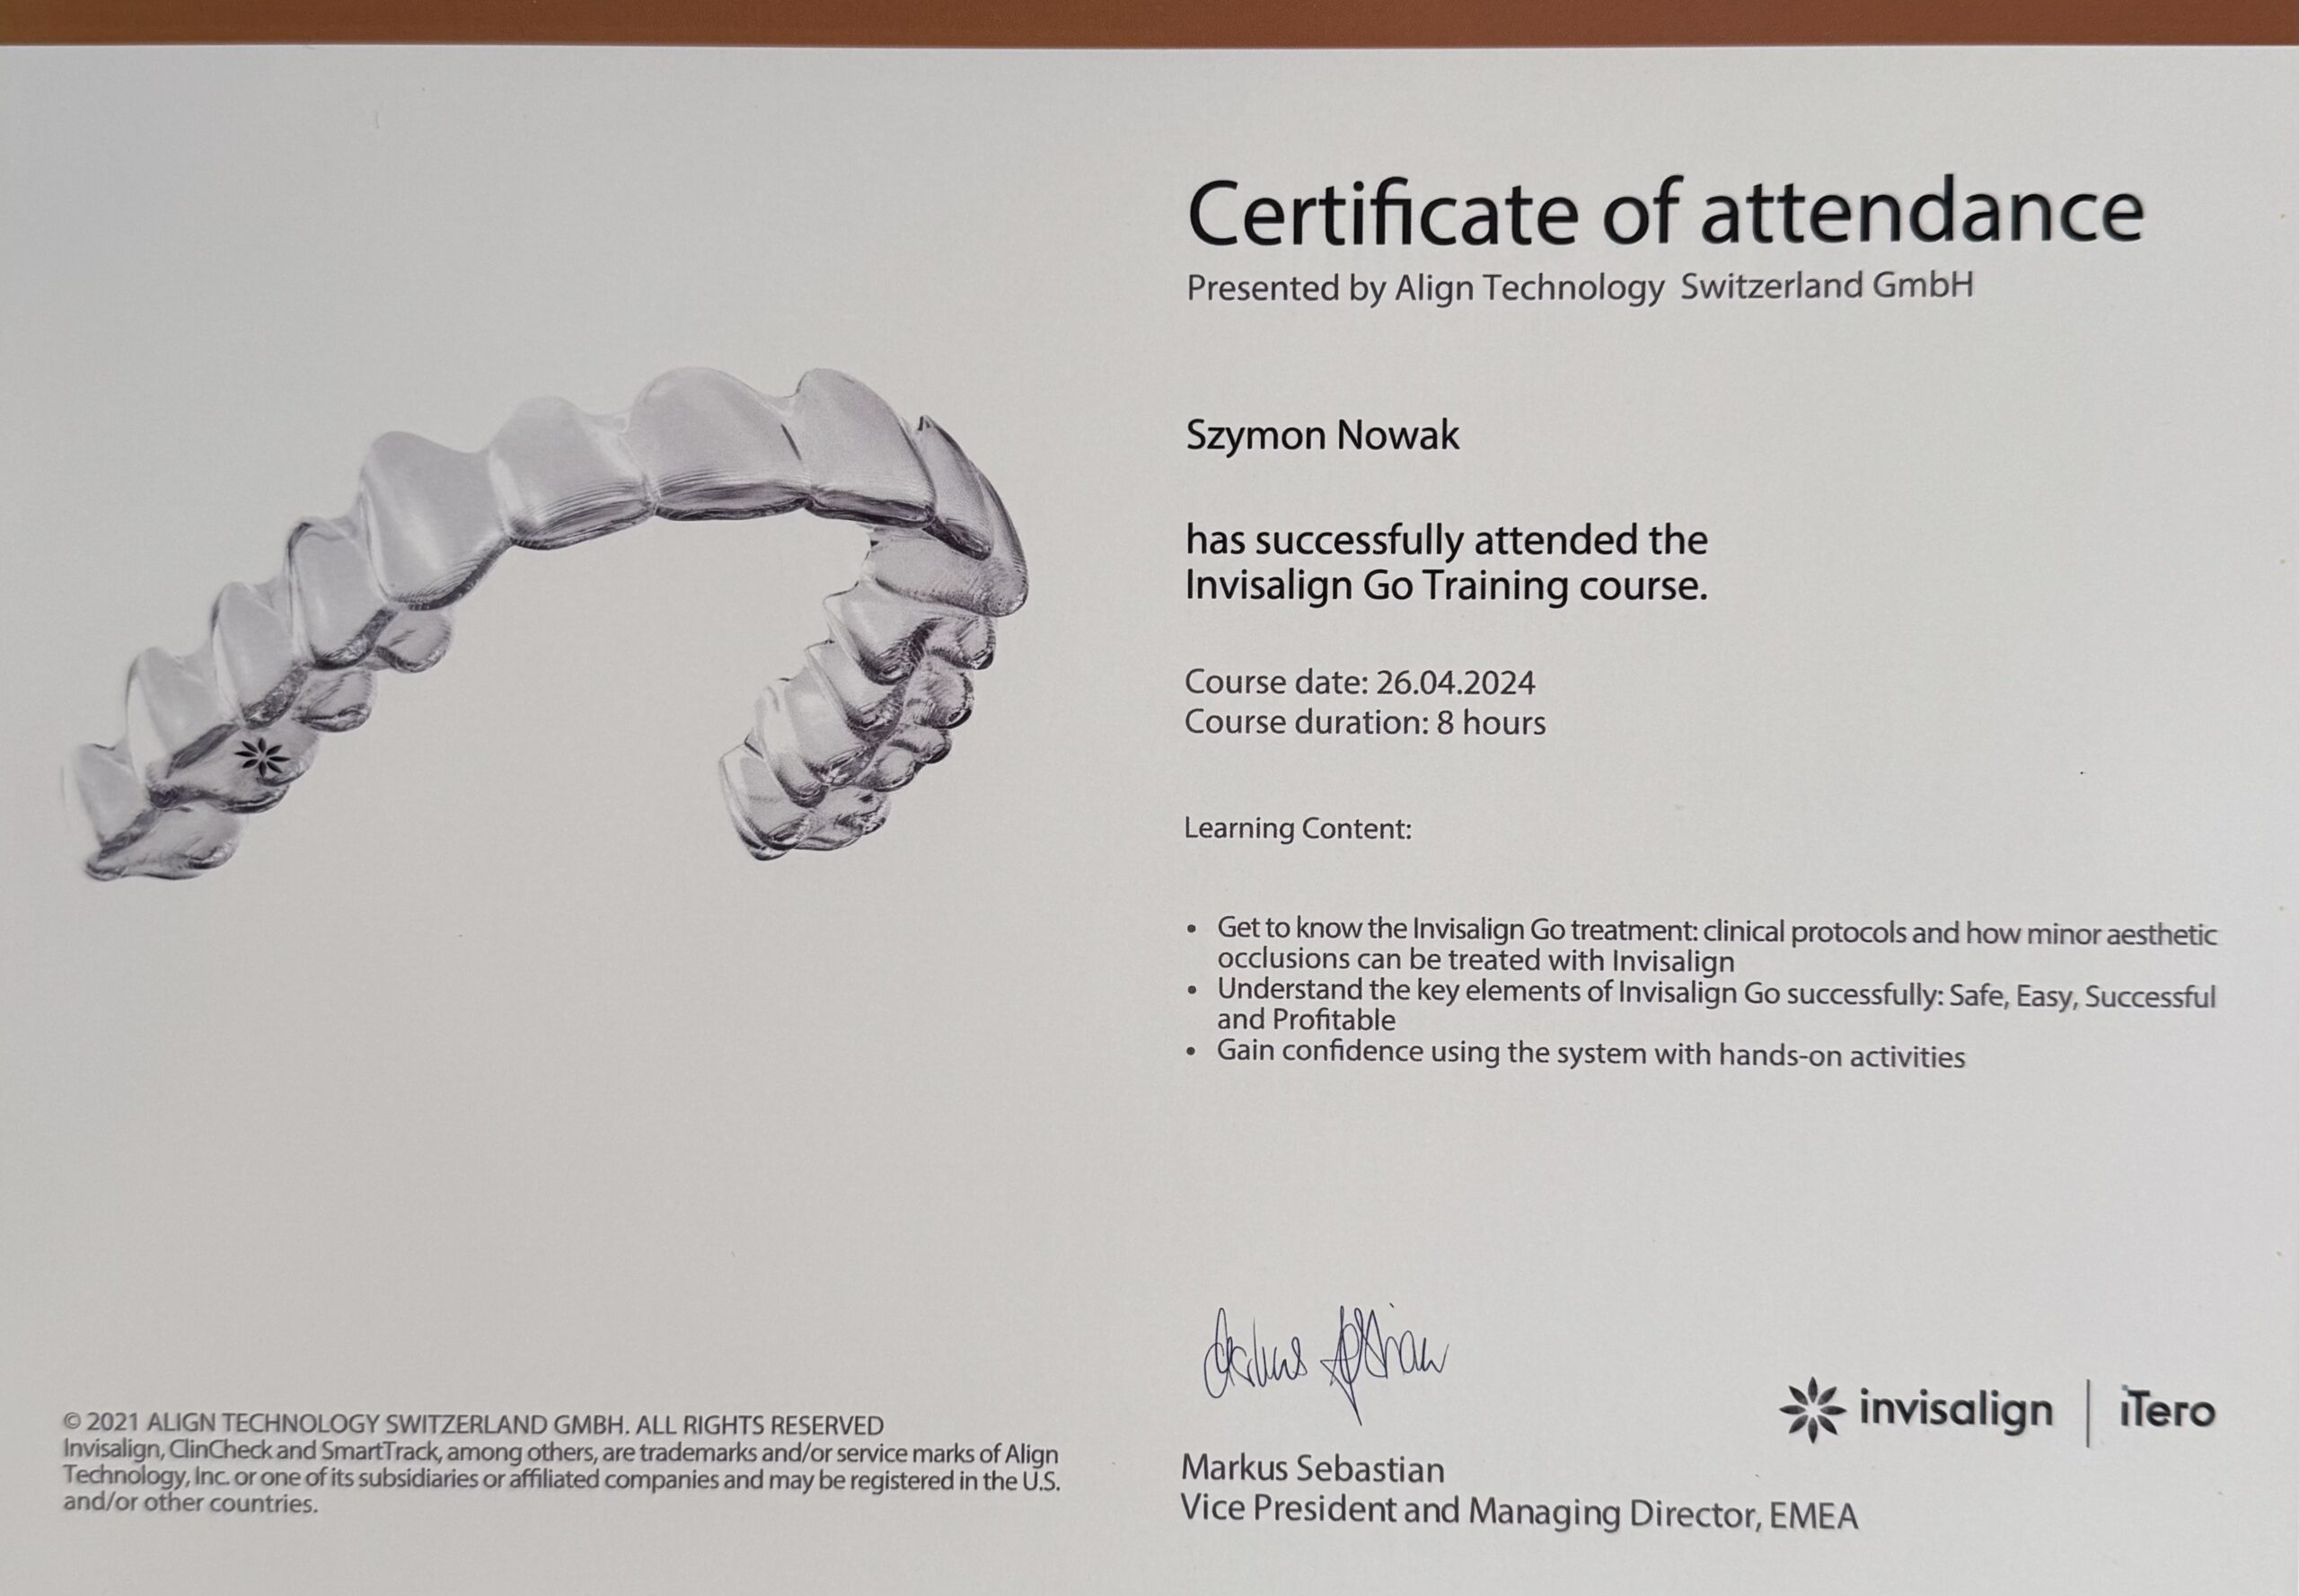 Certificate of attendance
Presented by Align Technology Switzerland GmbH
Szymon Nowak
has successfully attended the
Invisalign Go Training course.
Course date: 26.04.2024
Course duration: 8 hours
Learning Content:
• Get to know the Invisalign Go treatment: clinical protocols and how minor aesthetic
occlusions can be treated with Invisalign
• Understand the key elements of Invisalign Go successfully: Safe, Easy, Successful
and Profitable
• Gain confidence using the system with hands-on activities
Markus Sebastian
Vice President and Managing Director, EMEA
invisalign | iTero
© 2021 ALIGN TECHNOLOGY SWITZERLAND GMBH. ALL RIGHTS RESERVED
Invisalign, ClinCheck and SmartTrack, among others, are trademarks and/or service marks of Align
Technology, Inc. or one of its subsidiaries or affiliated companies and may be registered in the U.S.
and/or other countries.